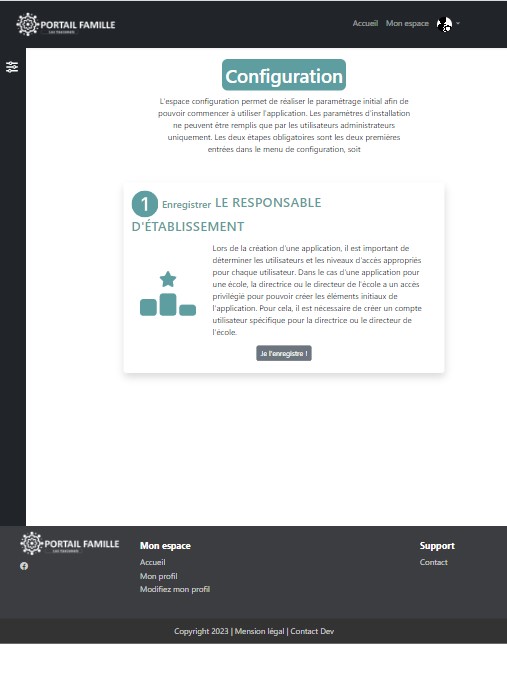 PORTAIL FAMILLE
Accueil Mon espace
Configuration
L'espace configuration permet de réaliser le paramétrage initial afin de
pouvoir commencer à utiliser l'application. Les paramètres d'installation
ne peuvent être remplis que par les utilisateurs administrateurs
uniquement. Les deux étapes obligatoires sont les deux premières
entrées dans le menu de configuration, soit
1 Enregistrer LE RESPONSABLE
D'ÉTABLISSEMENT
Lors de la création d'une application, il est important de
déterminer les utilisateurs et les niveaux d'accès appropriés
pour chaque utilisateur. Dans le cas d'une application pour
une école, la directrice ou le directeur de l'école a un accès
privilégié pour pouvoir créer les éléments initiaux de
l'application. Pour cela, il est nécessaire de créer un compte
utilisateur spécifique pour la directrice ou le directeur de
l'école.
Je l'enregistre !
PORTAIL FAMILLE
Mon espace
Accueil
Mon profil
Modifiez mon profil
Support
Contact
Copyright 2023 | Mension légal | Contact Dev